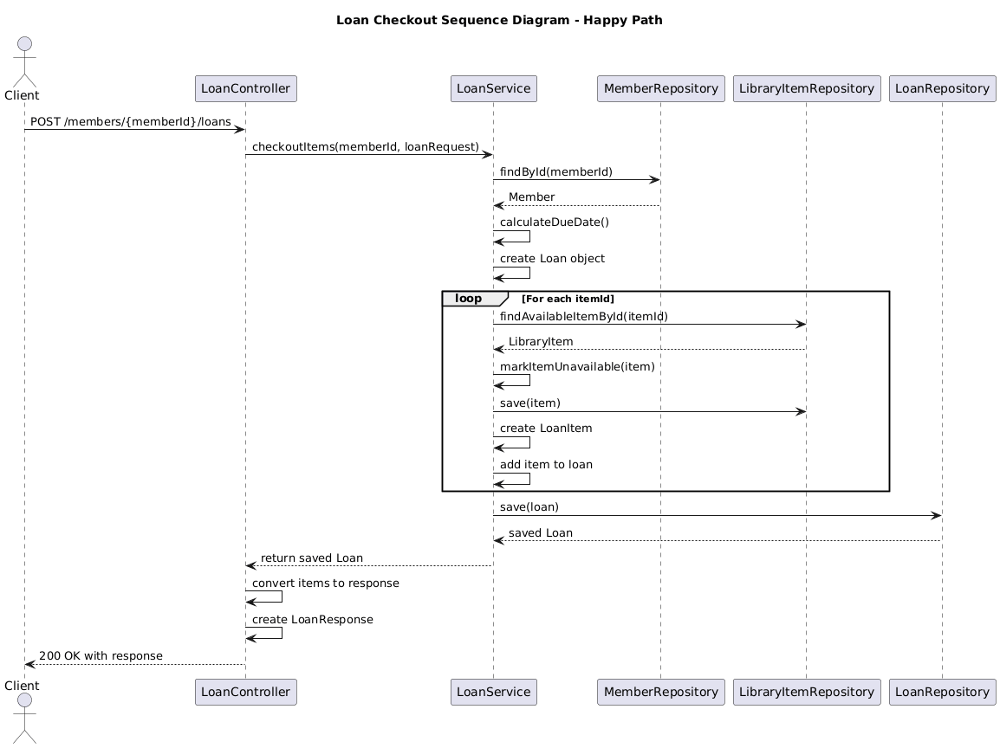 Loan Checkout Sequence Diagram - Happy Path
Client
LoanController
LoanService
MemberRepository
LibraryItemRepository
LoanRepository
POST /members/{memberId}/loans
checkoutItems(memberId, loanRequest)
findById(memberId)
Member
calculateDueDate()
create Loan object
loop
[For each itemId]
findAvailableItemById(itemId)
LibraryItem
markItemUnavailable(item)
save(item)
create LoanItem
add item to loan
save(loan)
saved Loan
return saved Loan
convert items to response
create LoanResponse
200 OK with response
Client
LoanController
LoanService
MemberRepository
LibraryItemRepository
LoanRepository